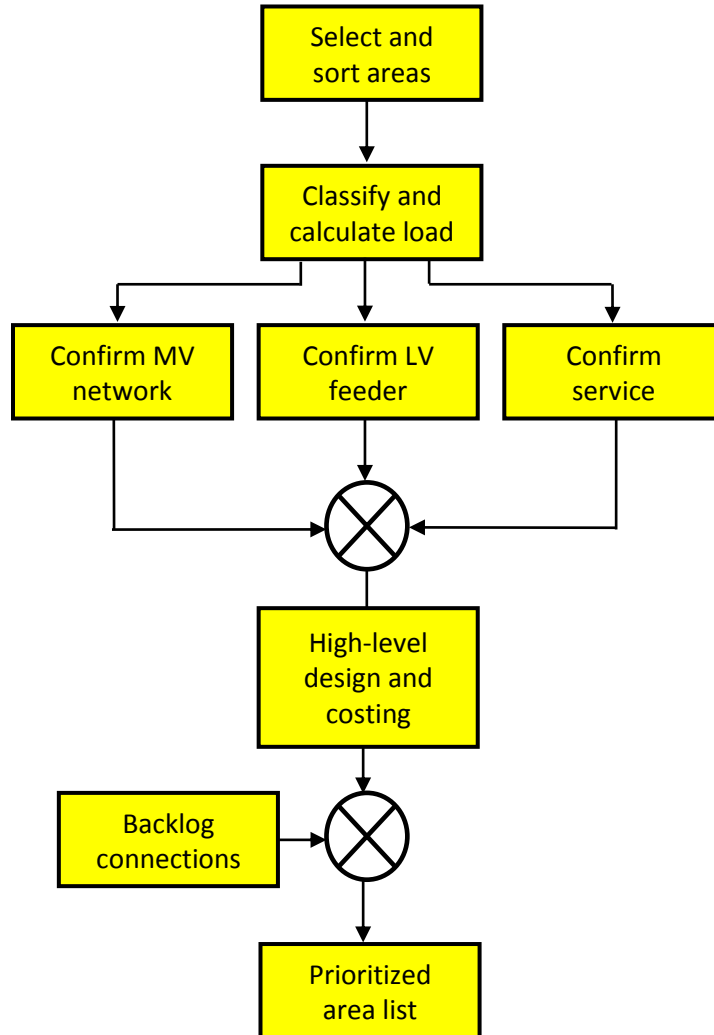 Select and
sort areas
Classify and
calculate load
Confirm MV
network
Confirm LV
feeder
Confirm
service
High-level
design and
costing
Backlog
connections
Prioritized
area list